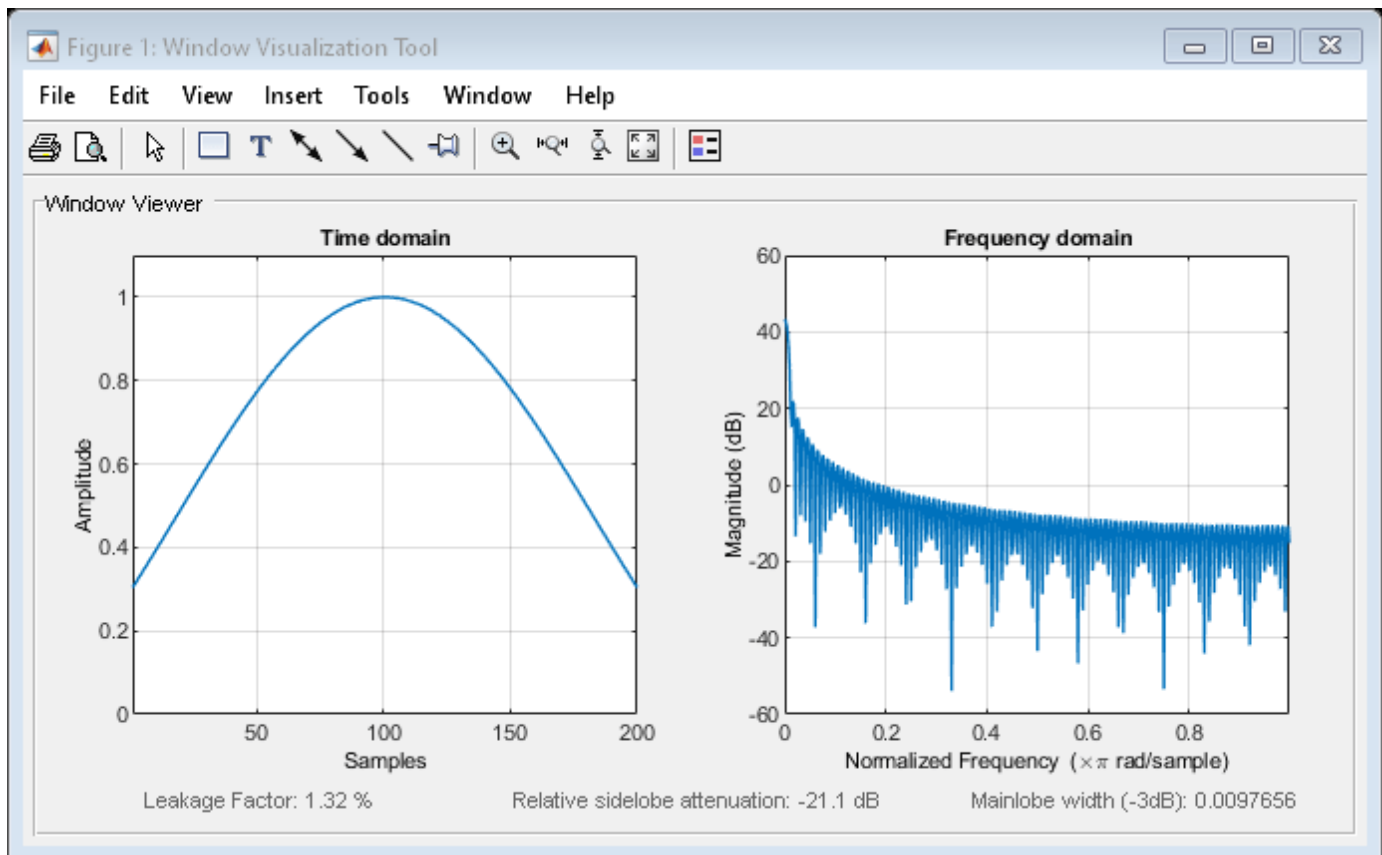 Figure 1: Window Visualization Tool
File Edit View Insert Tools Window Help
T
Window Viewer
Time domain
1
0.8
0.6
0.4
0.2
0
50 100 150 200
Amplitude
Samples
Frequency domain
60
40
20
0
-20
-40
-60
0 0.2 0.4 0.6 0.8
Magnitude (dB)
Normalized Frequency (×π rad/sample)
Leakage Factor: 1.32 % Relative sidelobe attenuation: -21.1 dB Mainlobe width (-3dB): 0.0097656